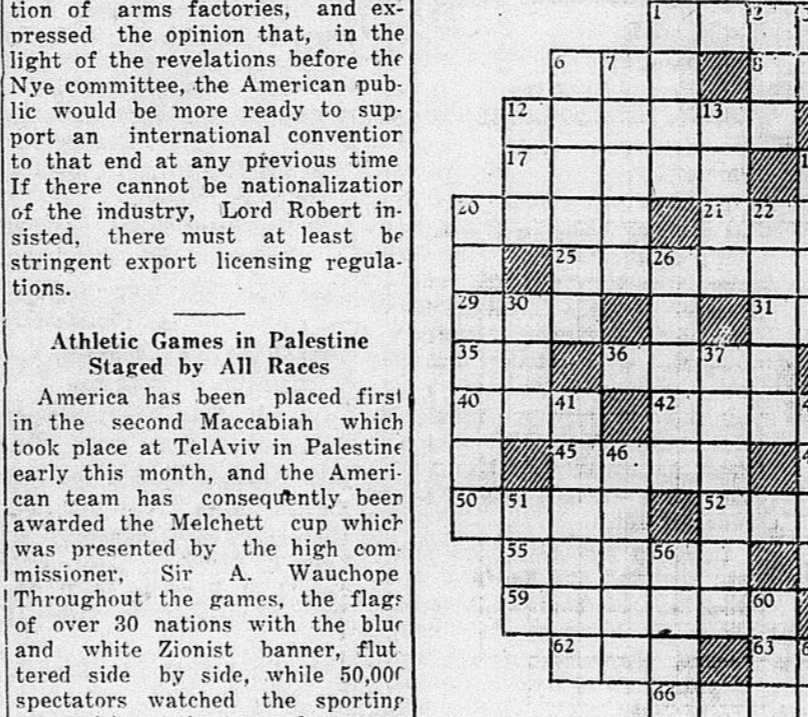 tion of arms factories, and ex-
pressed the opinion that, in the
light of the revelations before the
Nye committee, the American pub-
lic would be more ready to sup-
port an international convention
to that end at any previous time
If there cannot be nationalization
of the industry, Lord Robert in-
sisted, there must at least be
stringent export licensing regula-
tions.
Athletic Games in Palestine
Staged by All Races
America has been placed first
in the second Maccabiah which
took place at TelAviv in Palestine
early this month, and the Ameri-
can team has consequently been
awarded the Melchett cup which
was presented by the high com-
missioner, Sir A. Wauchope
Throughout the games, the flags
of over 30 nations with the blue
and white Zionist banner, flut
tered side by side, while 50,000
spectators watched the sporting
1 2
6 7 8
12 13
17
20 21 22
25 26
29 30 31
35 36 37
40 41 42
45 46
50 51 52
55 56
59 60
62 63
66